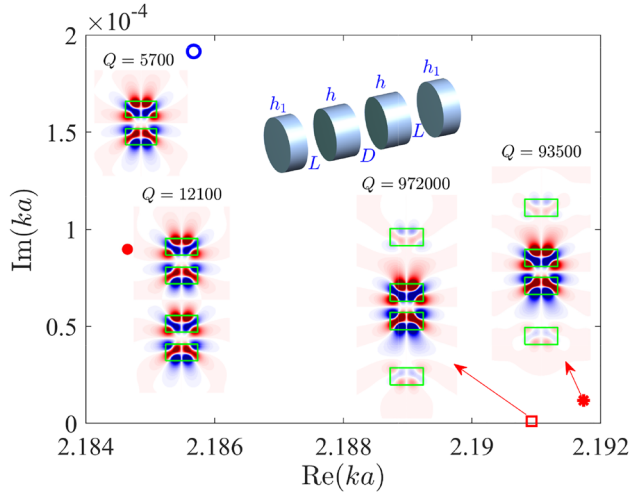 ×10⁻⁴
2
1.5
1
0.5
0
Im(ka)
Q = 5700
h₁ h h h₁
L D L
Q = 12100
Q = 972000
Q = 93500
2.184 2.186 2.188 2.19 2.192
Re(ka)